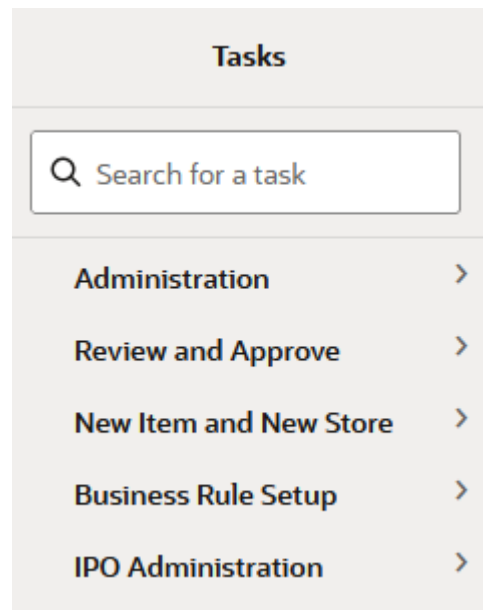 Tasks
Search for a task
Administration
Review and Approve
New Item and New Store
Business Rule Setup
IPO Administration